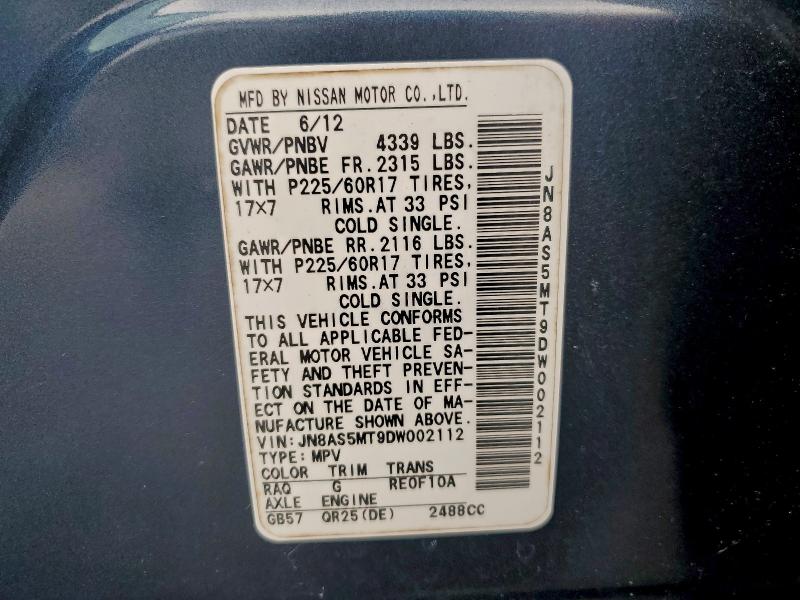 MFD BY NISSAN MOTOR CO.,LTD.
DATE 6/12
GVWR/PNBV 4339 LBS.
GAWR/PNBE FR.2315 LBS.
WITH P225/60R17 TIRES,
17X7 RIMS.AT 33 PSI
COLD SINGLE.
GAWR/PNBE RR.2116 LBS.
WITH P225/60R17 TIRES,
17X7 RIMS.AT 33 PSI
COLD SINGLE.
THIS VEHICLE CONFORMS
TO ALL APPLICABLE FED-
ERAL MOTOR VEHICLE SA-
FETY AND THEFT PREVEN-
TION STANDARDS IN EFF-
ECT ON THE DATE OF MA-
NUFACTURE SHOWN ABOVE.
VIN:JN8AS5MT9DW002112
TYPE:MPV
COLOR TRIM TRANS
RAQ G RE0F10A
AXLE ENGINE
GB57 QR25(DE) 2488CC
JN8AS5MT9DW002112